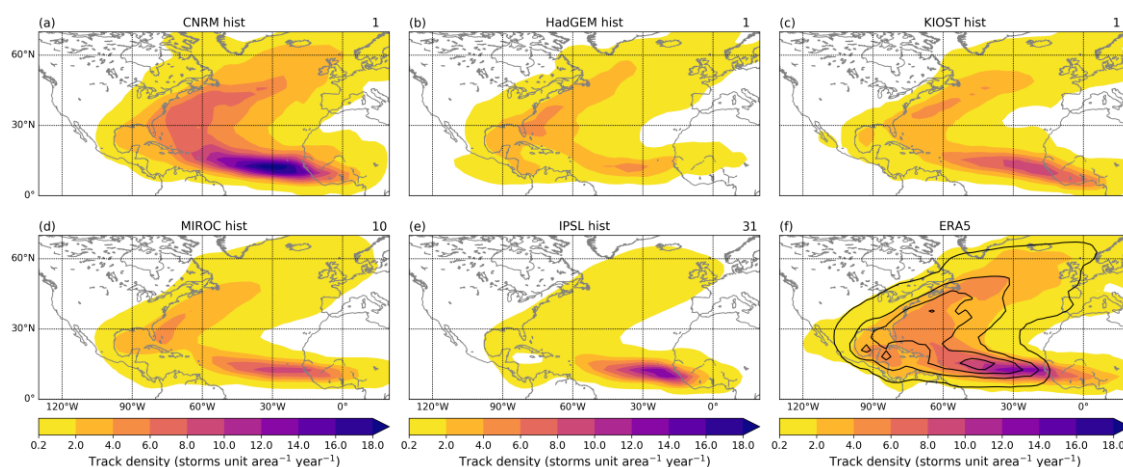 (a) CNRM hist 1
(b) HadGEM hist 1
(c) KIOST hist 1
60°N
30°N
0°
(d) MIROC hist 10
(e) IPSL hist 31
(f) ERA5
60°N
30°N
0°
120°W 90°W 60°W 30°W 0°
120°W 90°W 60°W 30°W 0°
120°W 90°W 60°W 30°W 0°
0.2 2.0 4.0 6.0 10.0 12.0 14.0 16.0 18.0
0.2 2.0 4.0 6.0 10.0 12.0 14.0 16.0 18.0
0.2 2.0 4.0 6.0 10.0 12.0 14.0 16.0 18.0
Track density (storms unit area⁻¹ year⁻¹)
Track density (storms unit area⁻¹ year⁻¹)
Track density (storms unit area⁻¹ year⁻¹)